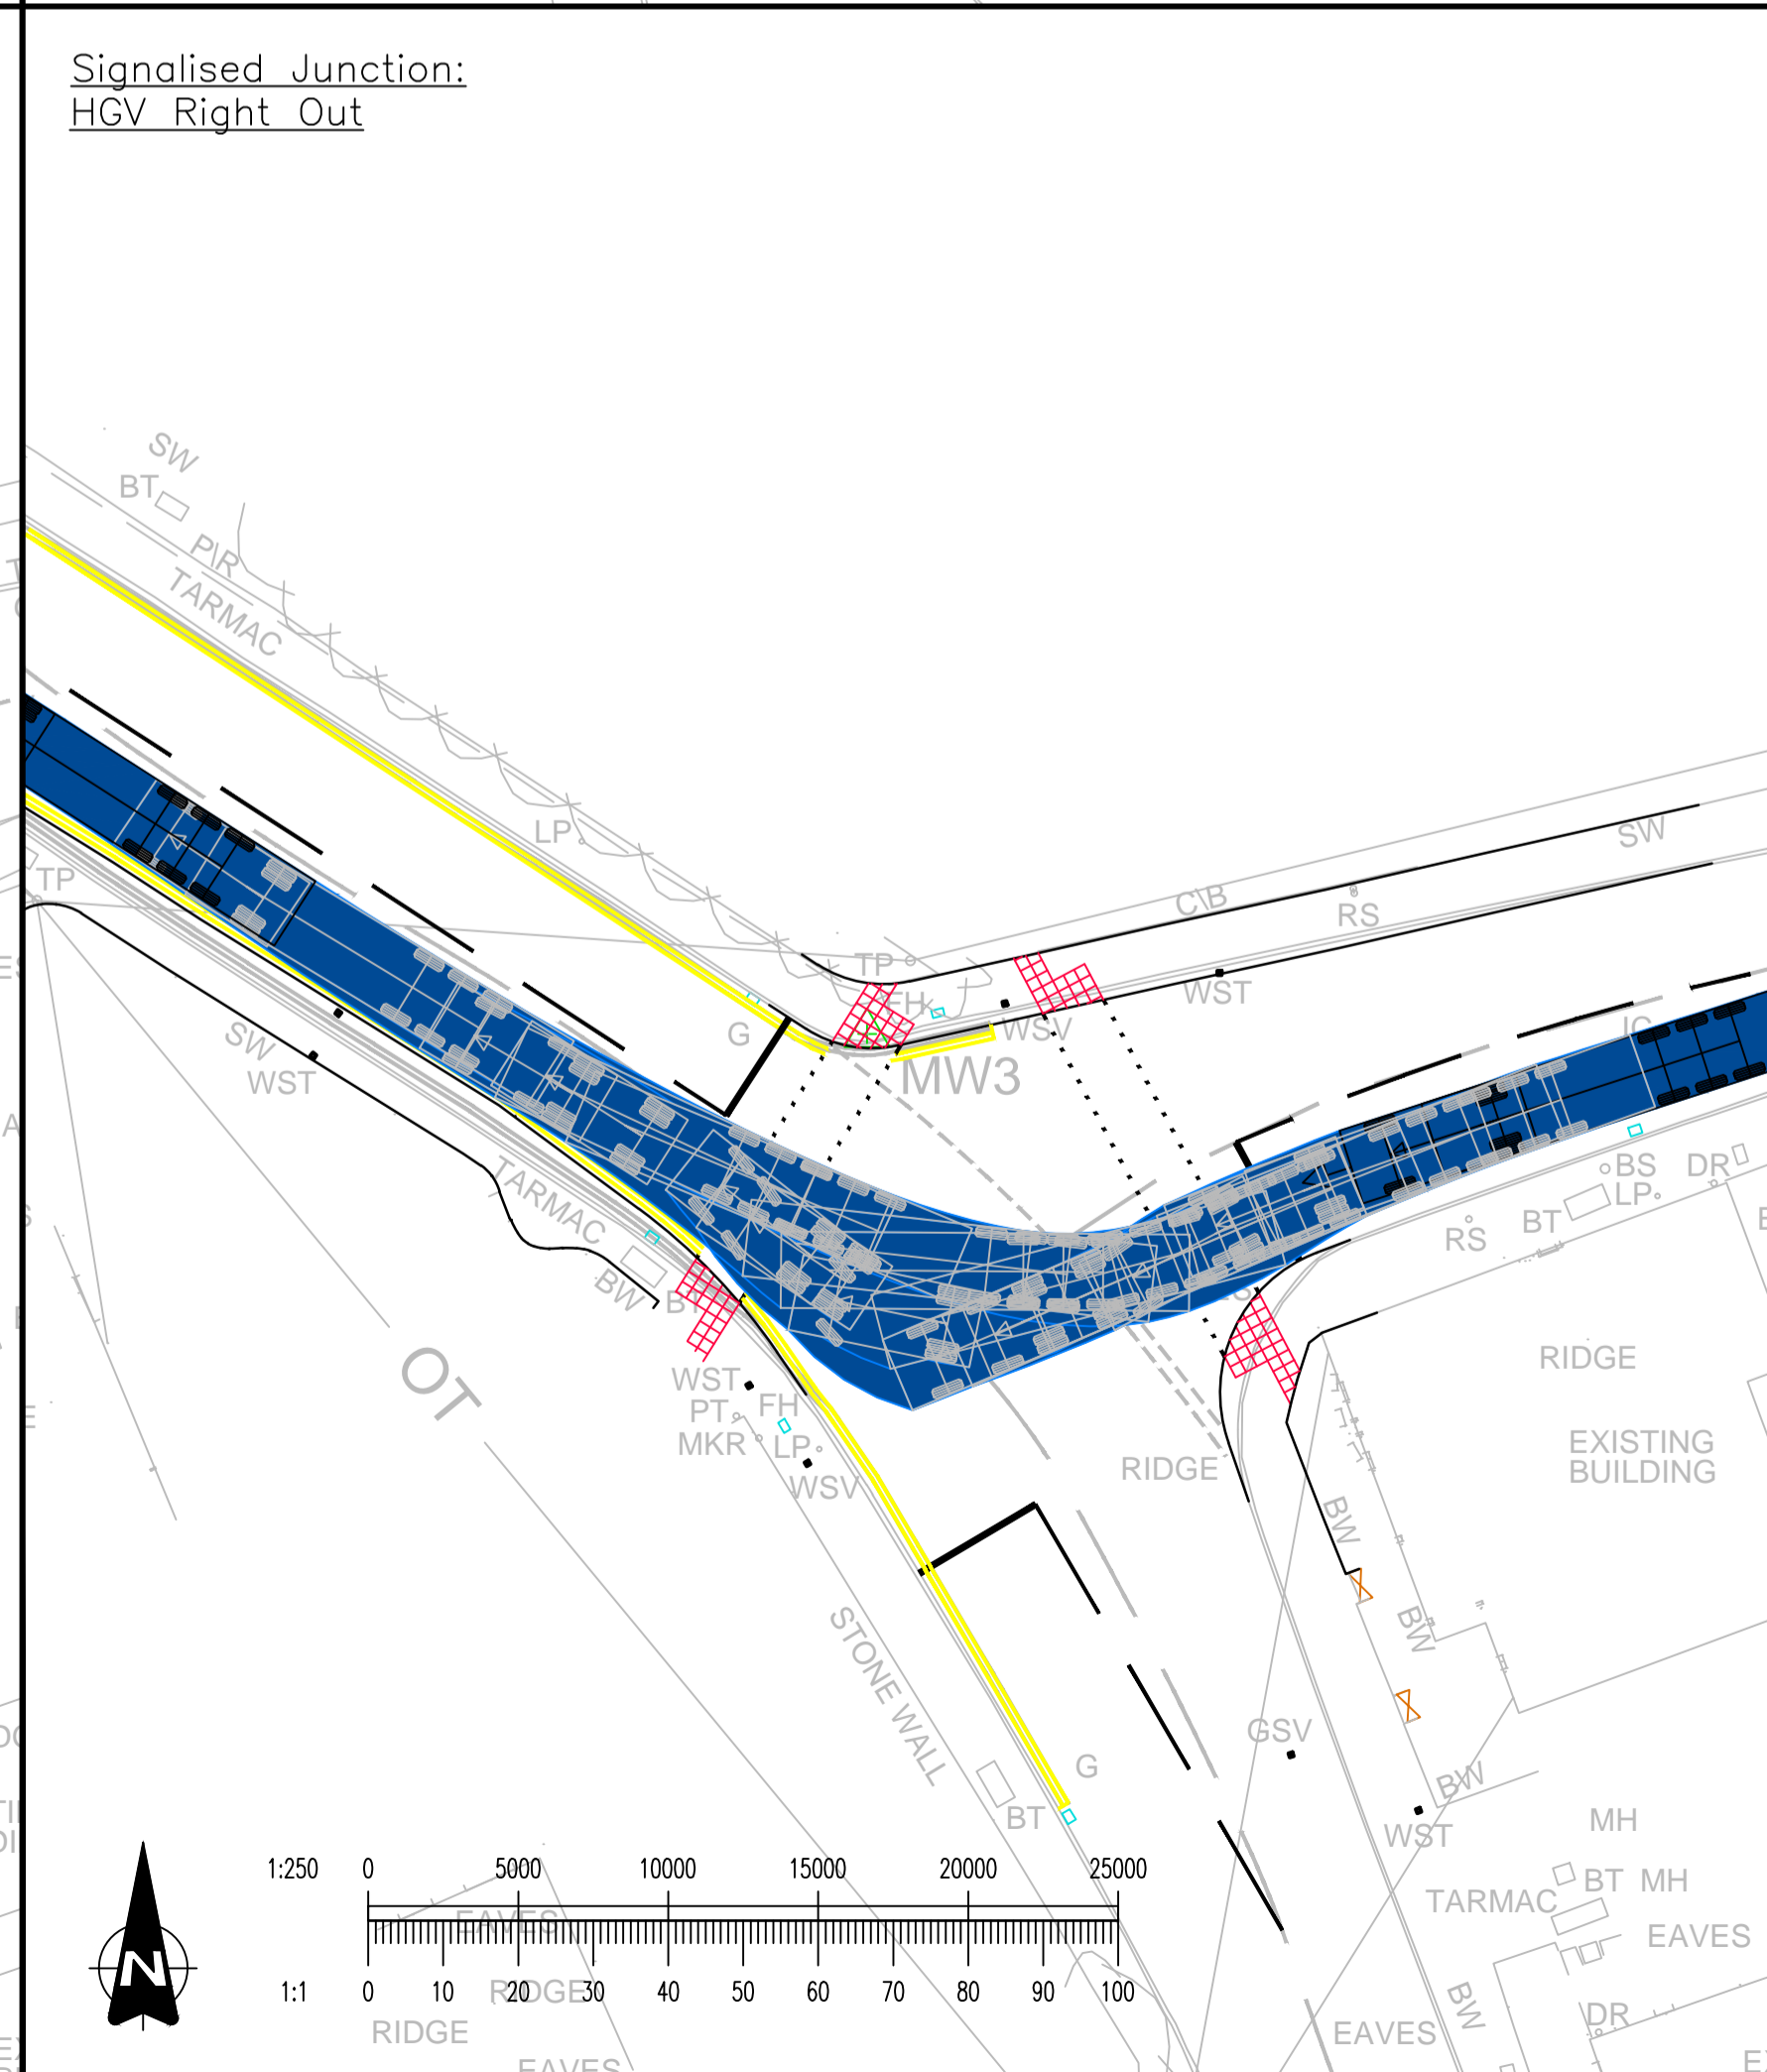 Signalised Junction:
HGV Right Out
SW
BT
P\R
TARMAC
LP
TP
SW
WST
TARMAC
BW
OT
G
TP
FH
WSV
MW3
C\B
RS
WST
SW
IC
BS
DR
LP
BT
RS
WST
FH
PT
MKR
LP
WSV
RIDGE
RIDGE
EXISTING
BUILDING
BW
BW
STONE WALL
GSV
G
BT
BW
WST
MH
BT
MH
TARMAC
EAVES
DR
BW
EAVES
N
1:250
0
5000
10000
15000
20000
25000
1:1
0
10
20
30
40
50
60
70
80
90
100
EAVES
RIDGE
RIDGE
EAVES